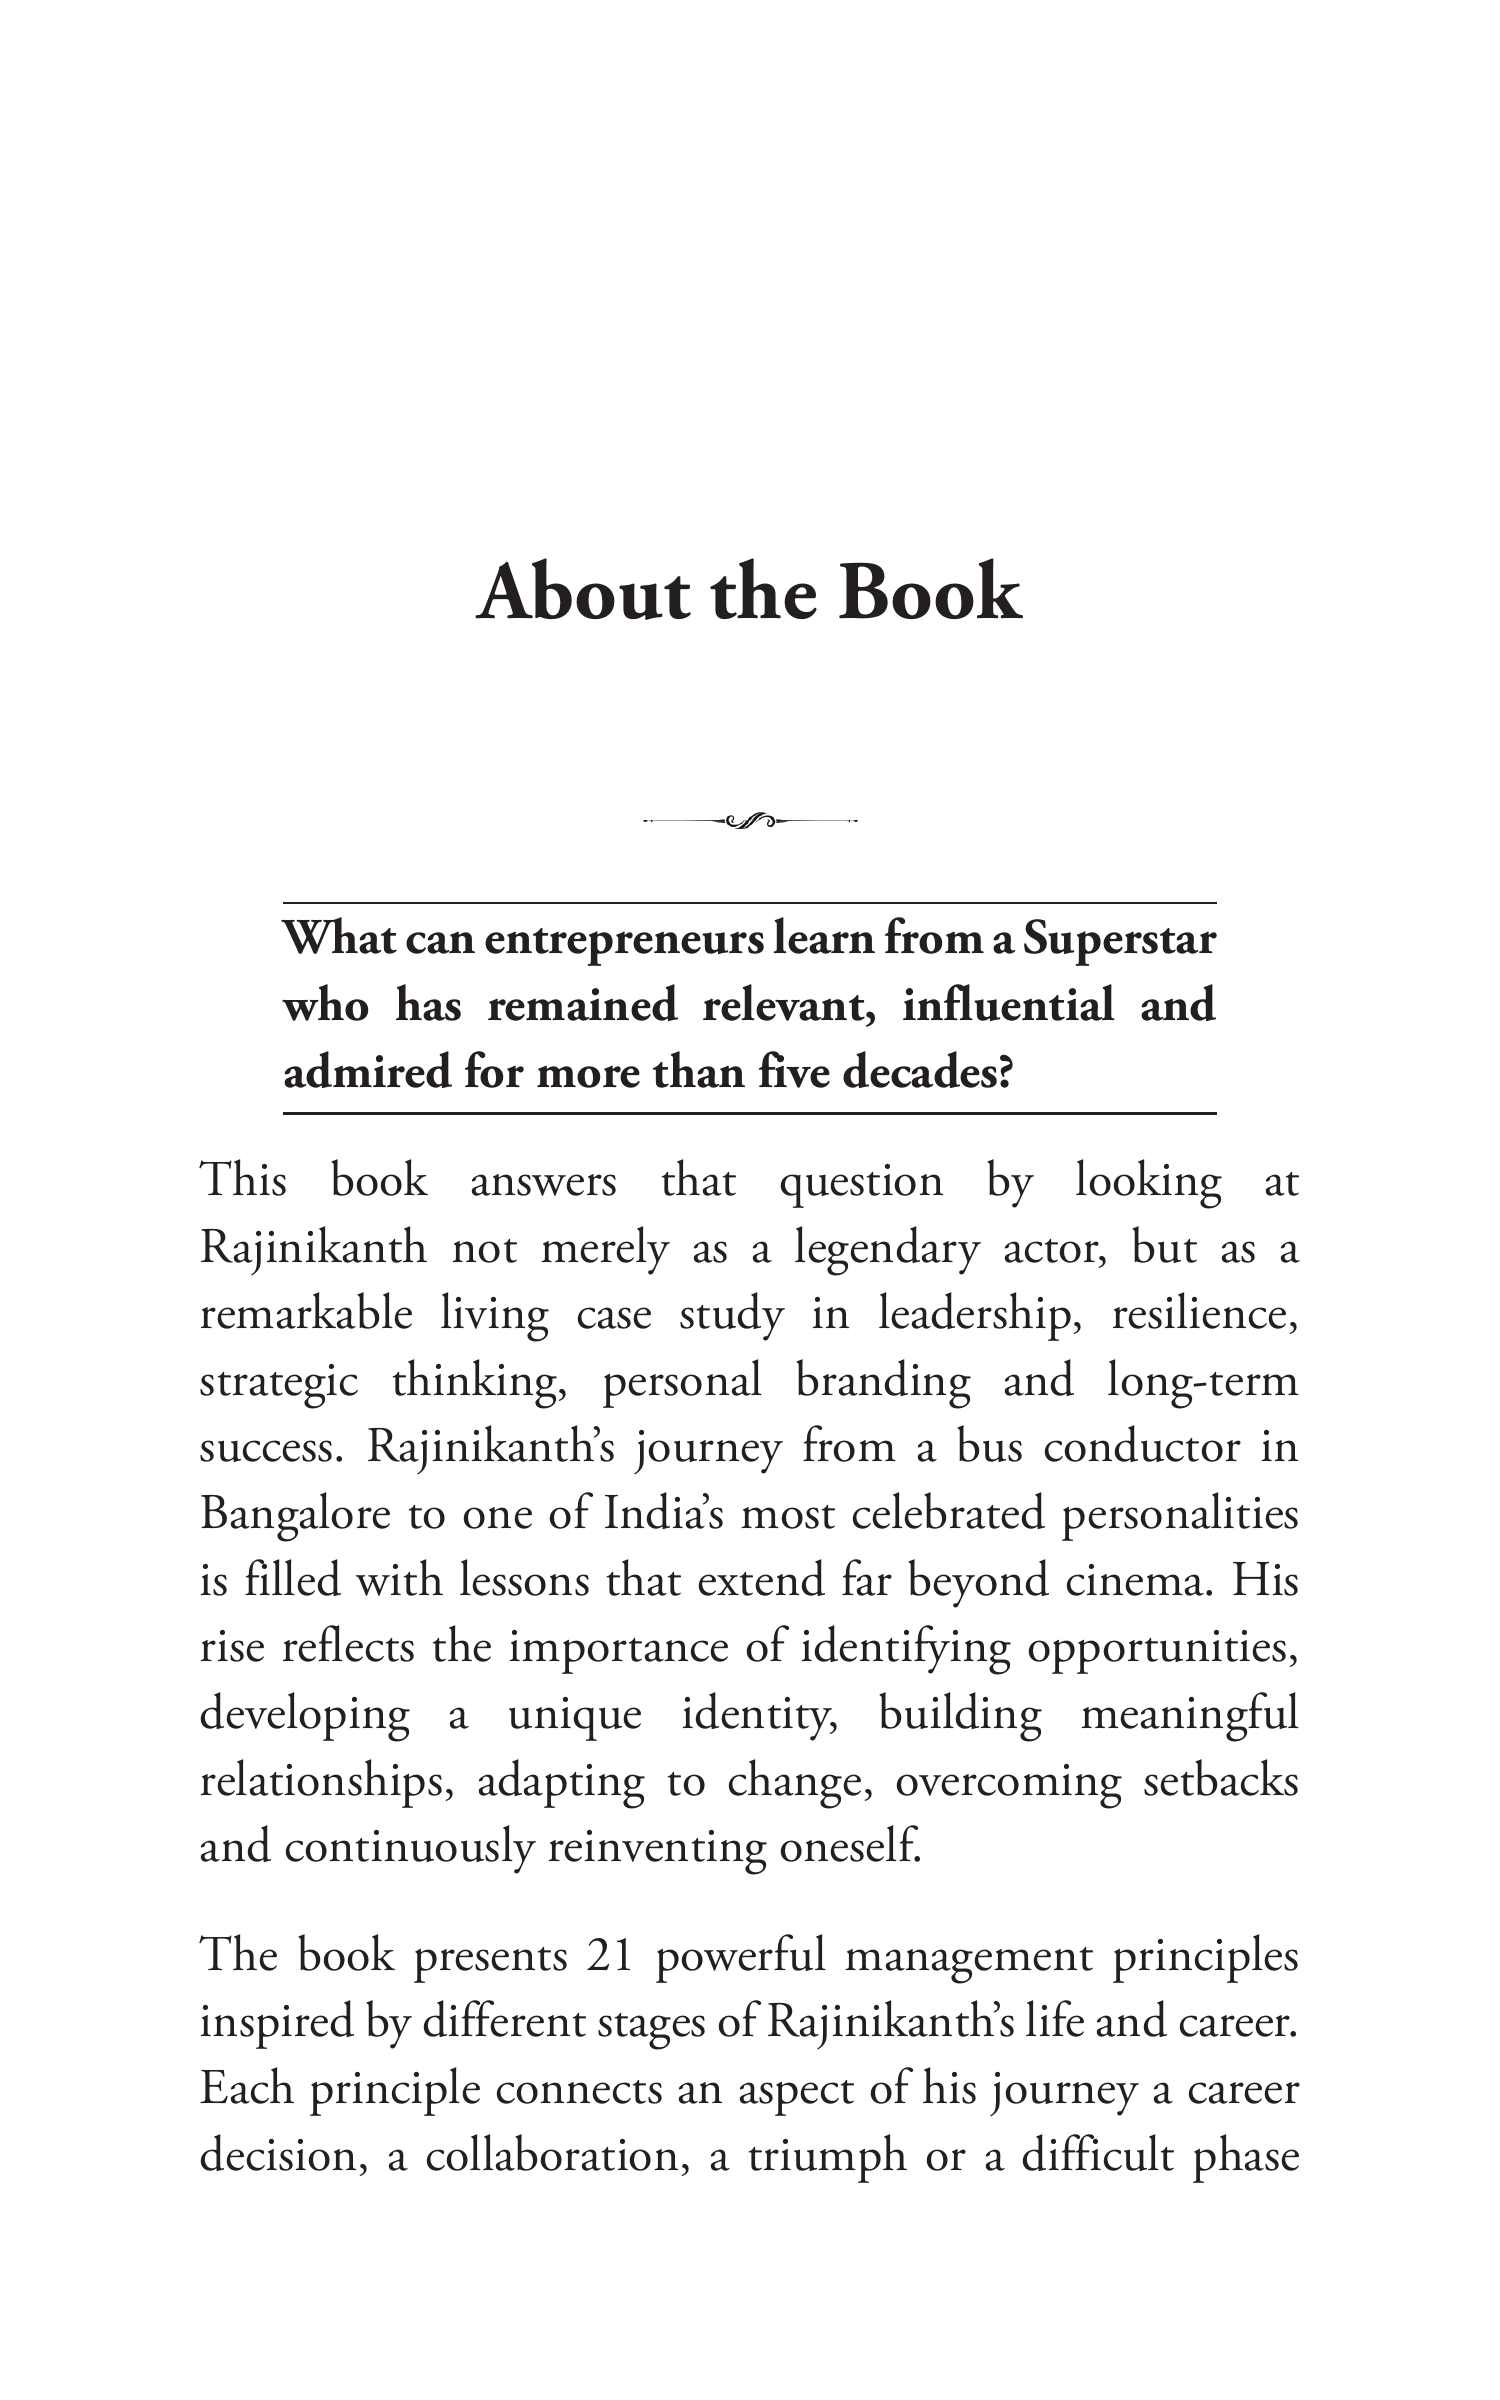 About the Book
What can entrepreneurs learn from a Superstar
who has remained relevant, influential and
admired for more than five decades?
This book answers that question by looking at
Rajinikanth not merely as a legendary actor, but as a
remarkable living case study in leadership, resilience,
strategic thinking, personal branding and long-term
success. Rajinikanth’s journey from a bus conductor in
Bangalore to one of India’s most celebrated personalities
is filled with lessons that extend far beyond cinema. His
rise reflects the importance of identifying opportunities,
developing a unique identity, building meaningful
relationships, adapting to change, overcoming setbacks
and continuously reinventing oneself.
The book presents 21 powerful management principles
inspired by different stages of Rajinikanth’s life and career.
Each principle connects an aspect of his journey a career
decision, a collaboration, a triumph or a difficult phase